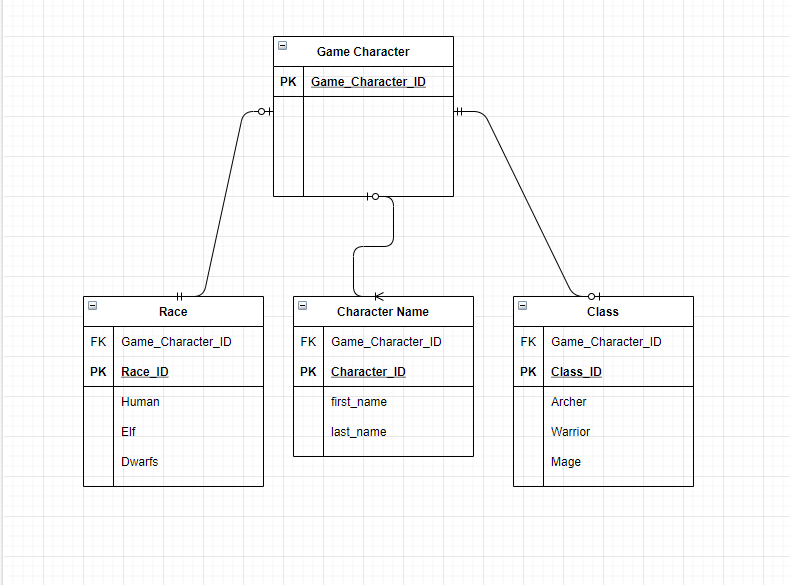 Game Character
PK Game_Character_ID
Race
FK Game_Character_ID
PK Race_ID
Human
Elf
Dwarfs
Character Name
FK Game_Character_ID
PK Character_ID
first_name
last_name
Class
FK Game_Character_ID
PK Class_ID
Archer
Warrior
Mage